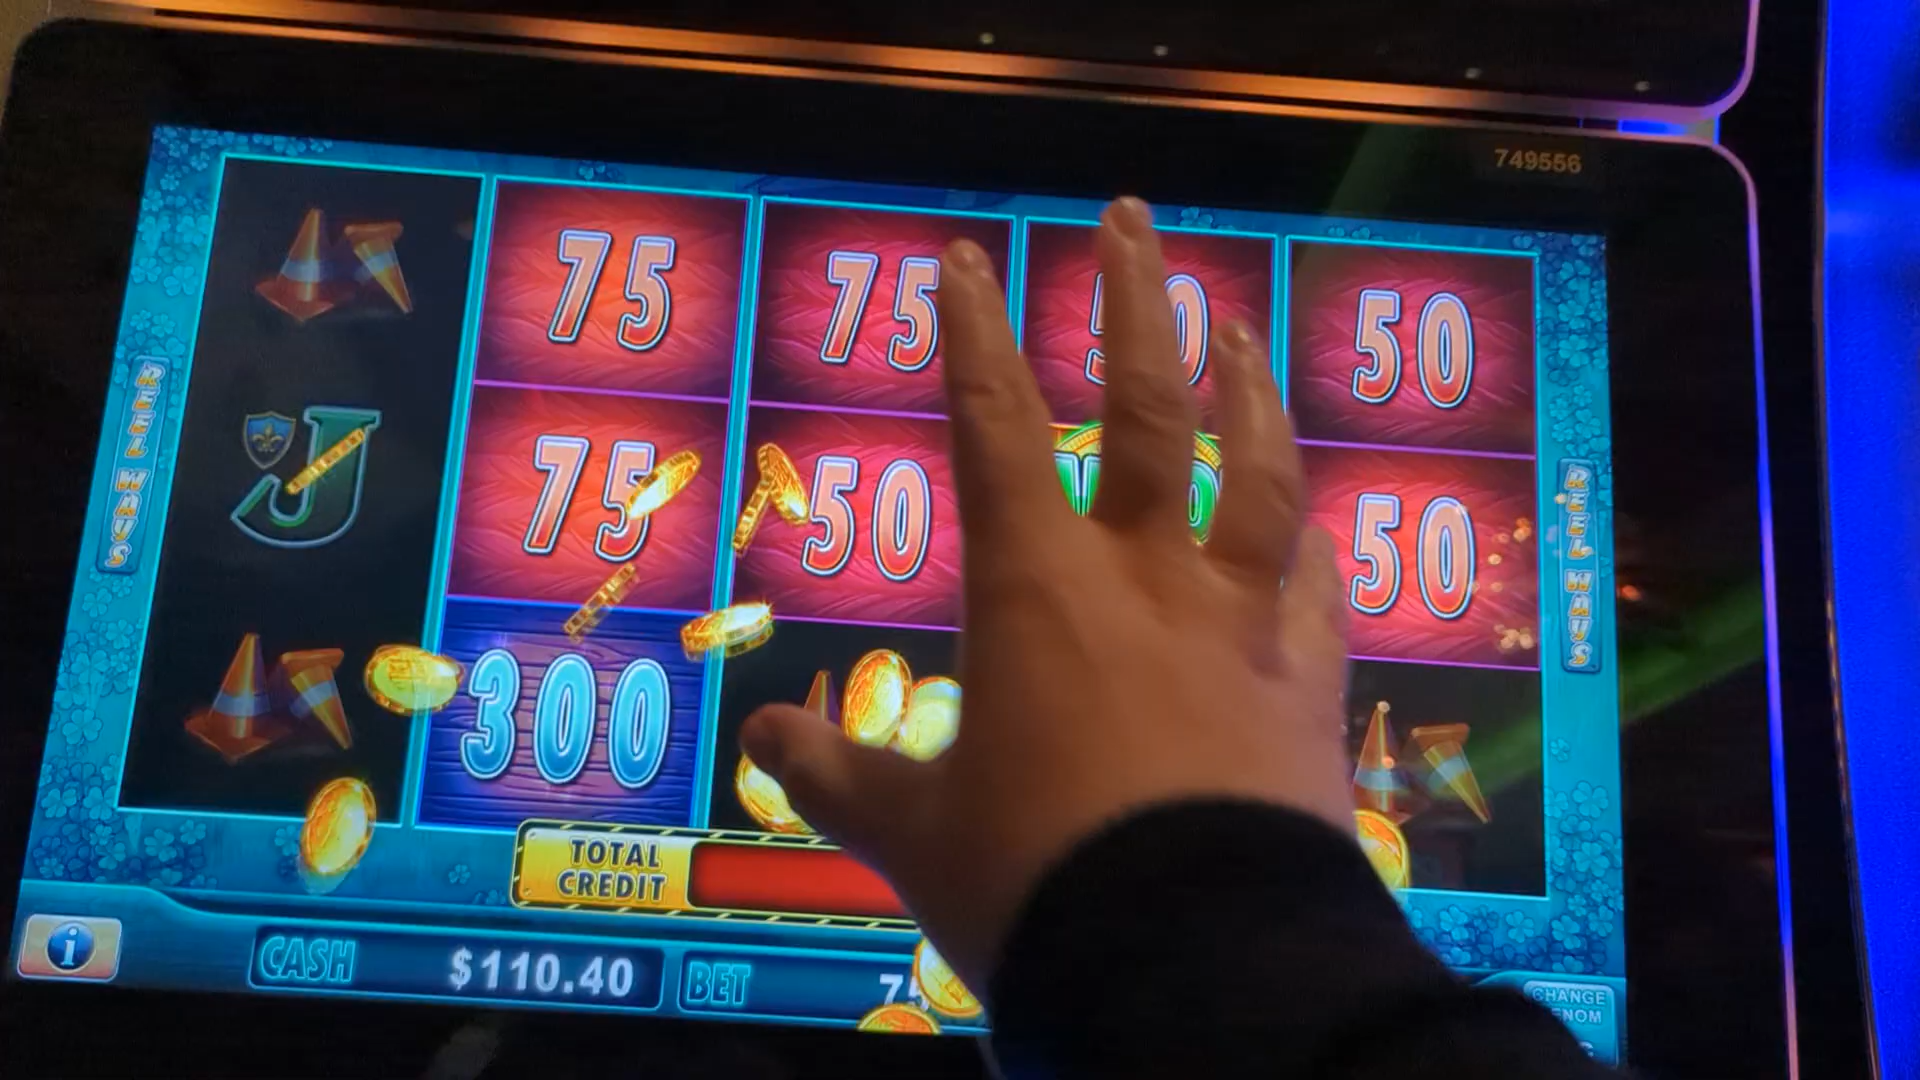 749556
75 75 50 50
REEL WAYS
J
75 50 50
REEL WAYS
300
TOTAL
CREDIT
CASH $110.40 BET
CHANGE